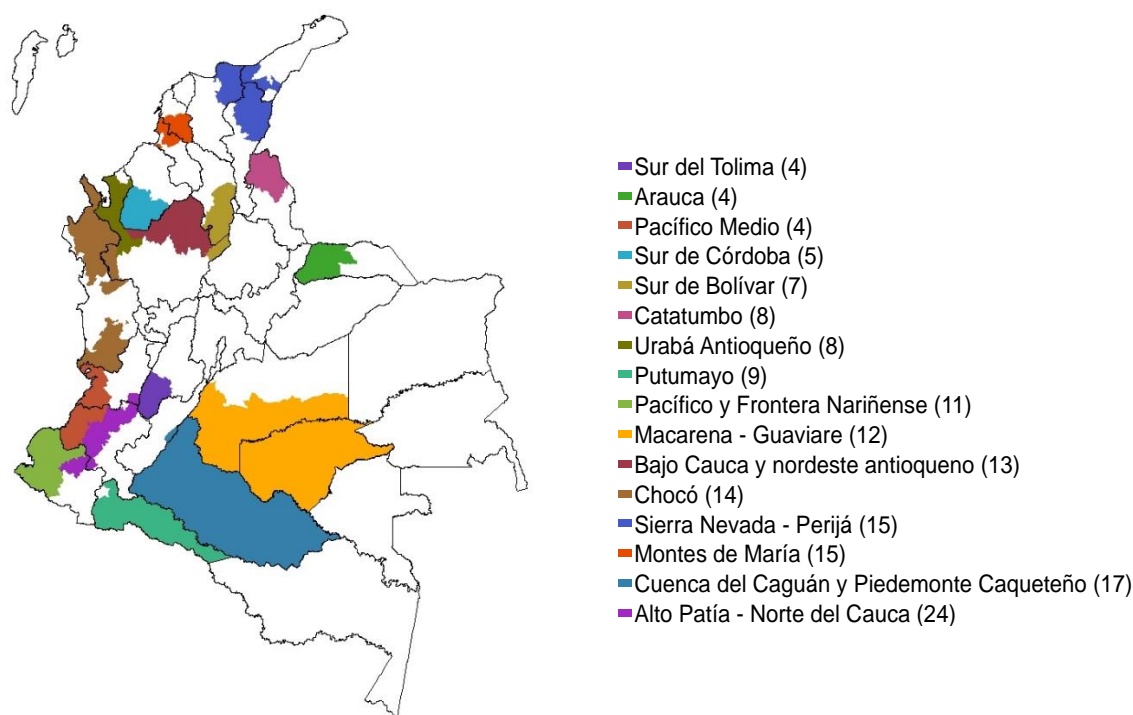 Sur del Tolima (4)
Arauca (4)
Pacífico Medio (4)
Sur de Córdoba (5)
Sur de Bolívar (7)
Catatumbo (8)
Urabá Antioqueño (8)
Putumayo (9)
Pacífico y Frontera Nariñense (11)
Macarena - Guaviare (12)
Bajo Cauca y nordeste antioqueno (13)
Chocó (14)
Sierra Nevada - Perijá (15)
Montes de María (15)
Cuenca del Caguán y Piedemonte Caqueteño (17)
Alto Patía - Norte del Cauca (24)